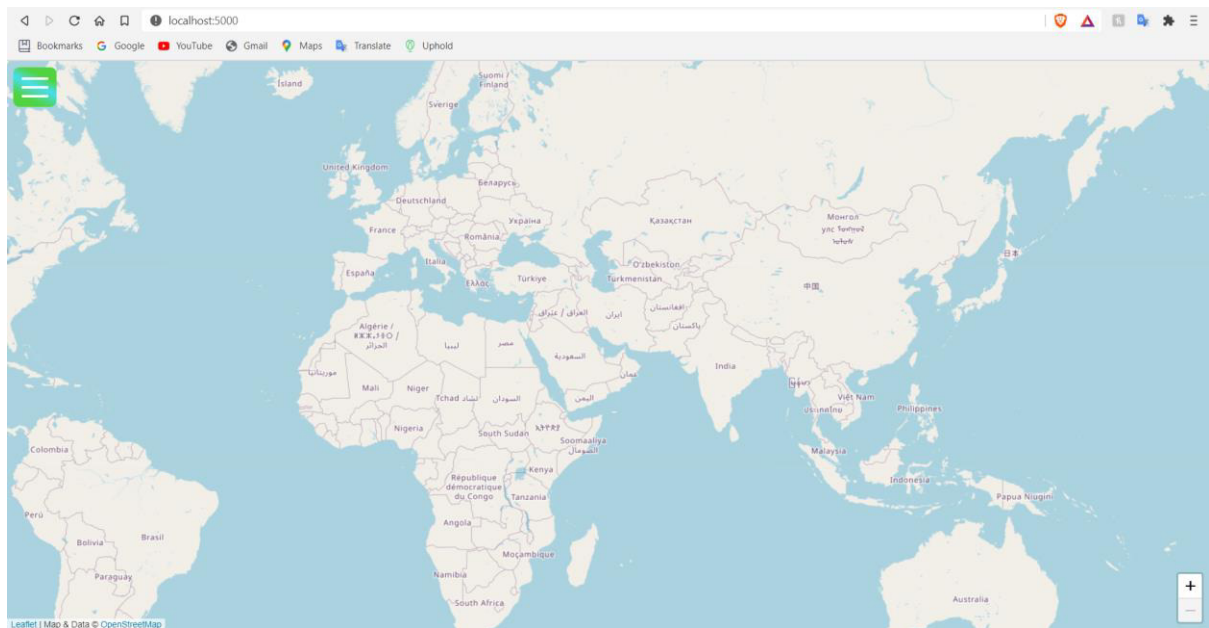 localhost:5000
Bookmarks Google YouTube Gmail Maps Translate Uphold
Ísland
Suomi /
Finland
Sverige
United Kingdom
Беларусь
Deutschland
Україна
Қазақстан
Монгол
улс
France
România
Italia
O'zbekiston
日本
España
Ελλάς
Türkiye
Turkmenistan
中国
العراق / عێراق
ايران
افغانستان
پاکستان
Algérie /
الجزائر
ليبيا
مصر
السعودية
India
موريتانيا
عمان
Mali
Niger
Tchad تشاد
السودان
اليمن
Việt Nam
Philippines
Nigeria
South Sudan
Soomaaliya
الصومال
Colombia
Malaysia
Kenya
République
démocratique
du Congo
Indonesia
Tanzania
Papua Niugini
Perú
Angola
Brasil
Bolivia
Moçambique
Paraguay
Namibia
+
Australia
South Africa
−
Leaflet | Map & Data © OpenStreetMap